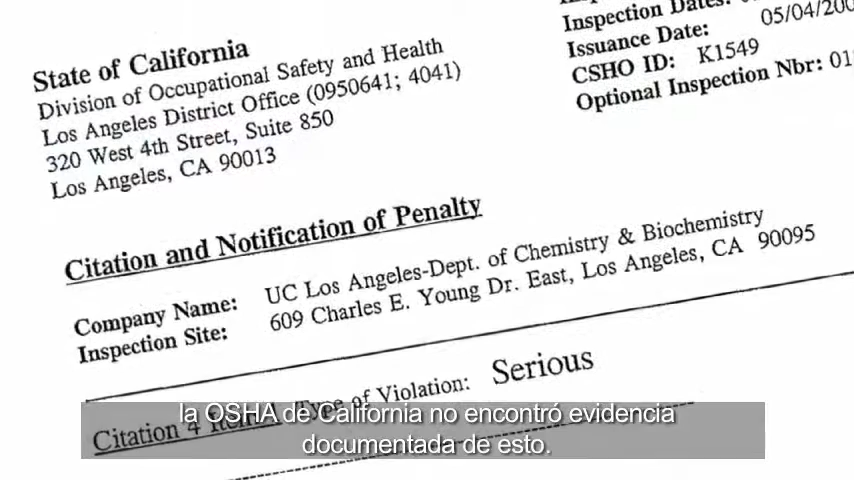 State of California
Division of Occupational Safety and Health
Los Angeles District Office (0950641; 4041)
320 West 4th Street, Suite 850
Los Angeles, CA 90013
Inspection Dates:
Issuance Date: 05/04/200
CSHO ID: K1549
Optional Inspection Nbr: 01
Citation and Notification of Penalty
Company Name: UC Los Angeles-Dept. of Chemistry & Biochemistry
Inspection Site: 609 Charles E. Young Dr. East, Los Angeles, CA 90095
Citation 4 Type of Violation: Serious
la OSHA de California no encontró evidencia
documentada de esto.